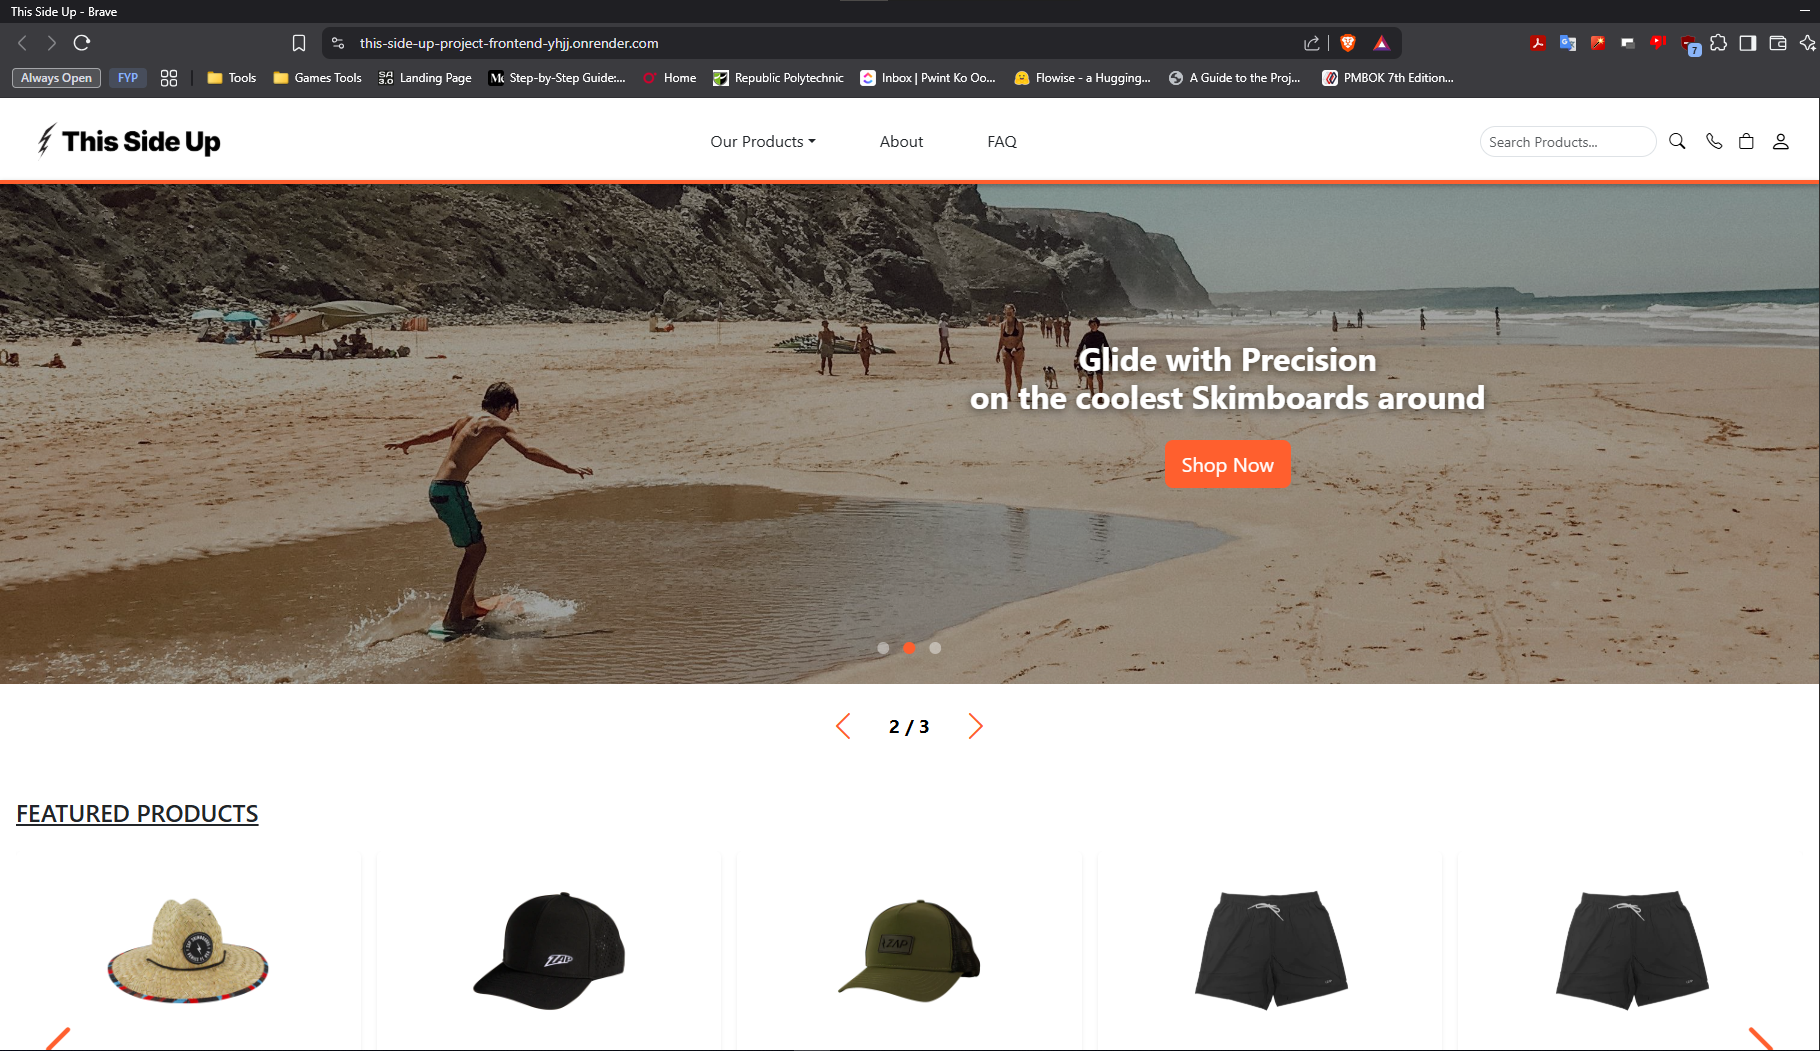 This Side Up - Brave
this-side-up-project-frontend-yhjj.onrender.com
7
Always Open
FYP
Tools
Games Tools
Landing Page
Step-by-Step Guide:...
Home
Republic Polytechnic
Inbox | Pwint Ko Oo...
Flowise - a Hugging...
A Guide to the Proj...
PMBOK 7th Edition...
This Side Up
Our Products
About
FAQ
Search Products...
Glide with Precision
on the coolest Skimboards around
Shop Now
2 / 3
FEATURED PRODUCTS
ZAP
ZAP